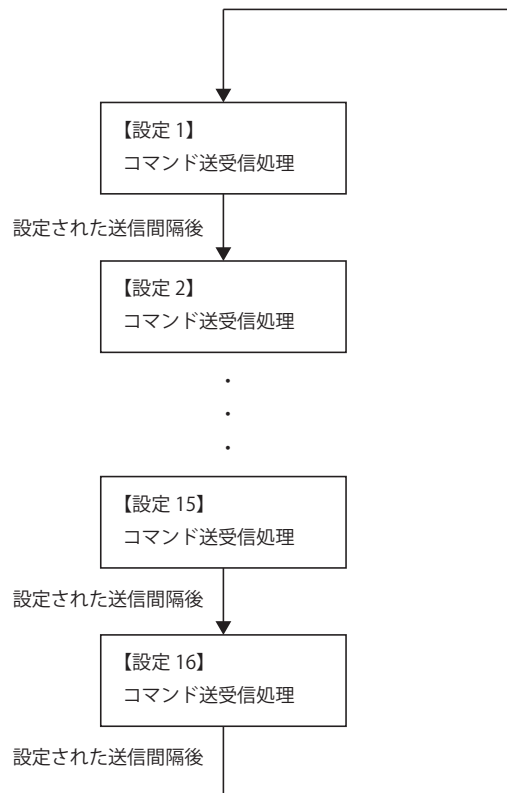 【設定 1】
コマンド送受信処理
設定された送信間隔後
【設定 2】
コマンド送受信処理
・
・
・
【設定 15】
コマンド送受信処理
設定された送信間隔後
【設定 16】
コマンド送受信処理
設定された送信間隔後